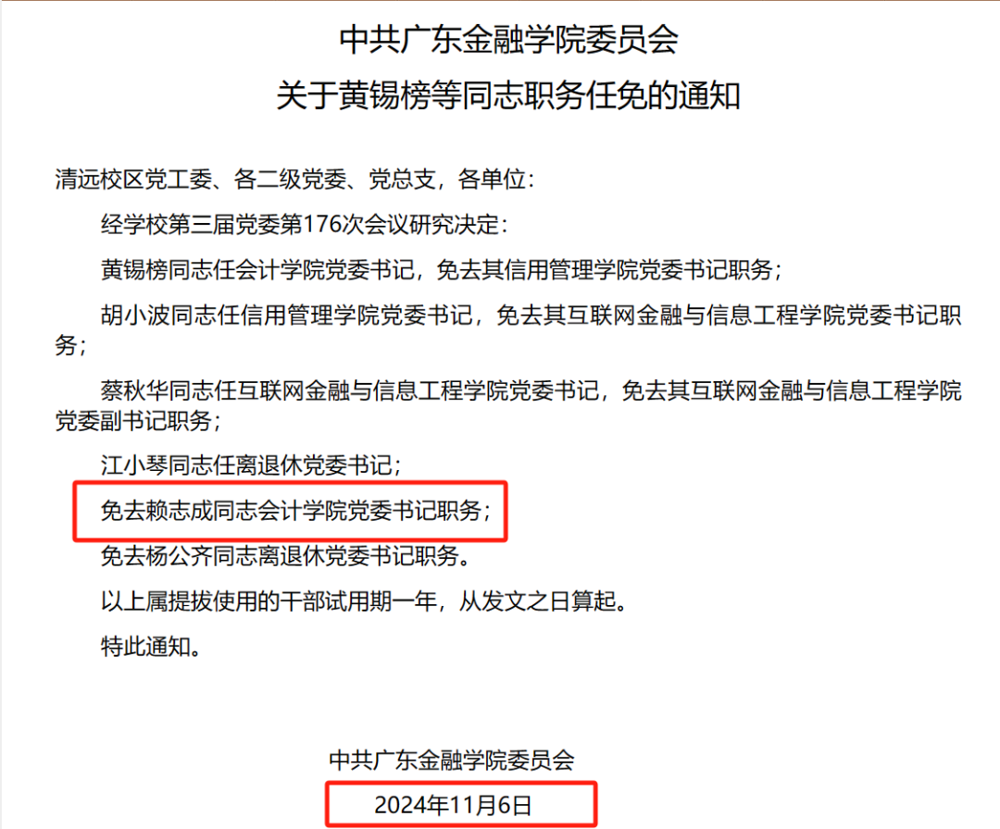 中共广东金融学院委员会
关于黄锡榜等同志职务任免的通知
清远校区党工委、各二级党委、党总支，各单位：
经学校第三届党委第176次会议研究决定：
黄锡榜同志任会计学院党委书记，免去其信用管理学院党委书记职务；
胡小波同志任信用管理学院党委书记，免去其互联网金融与信息工程学院党委书记职
务；
蔡秋华同志任互联网金融与信息工程学院党委书记，免去其互联网金融与信息工程学院
党委副书记职务；
江小琴同志任离退休党委书记；
免去赖志成同志会计学院党委书记职务；
免去杨公齐同志离退休党委书记职务。
以上属提拔使用的干部试用期一年，从发文之日算起。
特此通知。
中共广东金融学院委员会
2024年11月6日